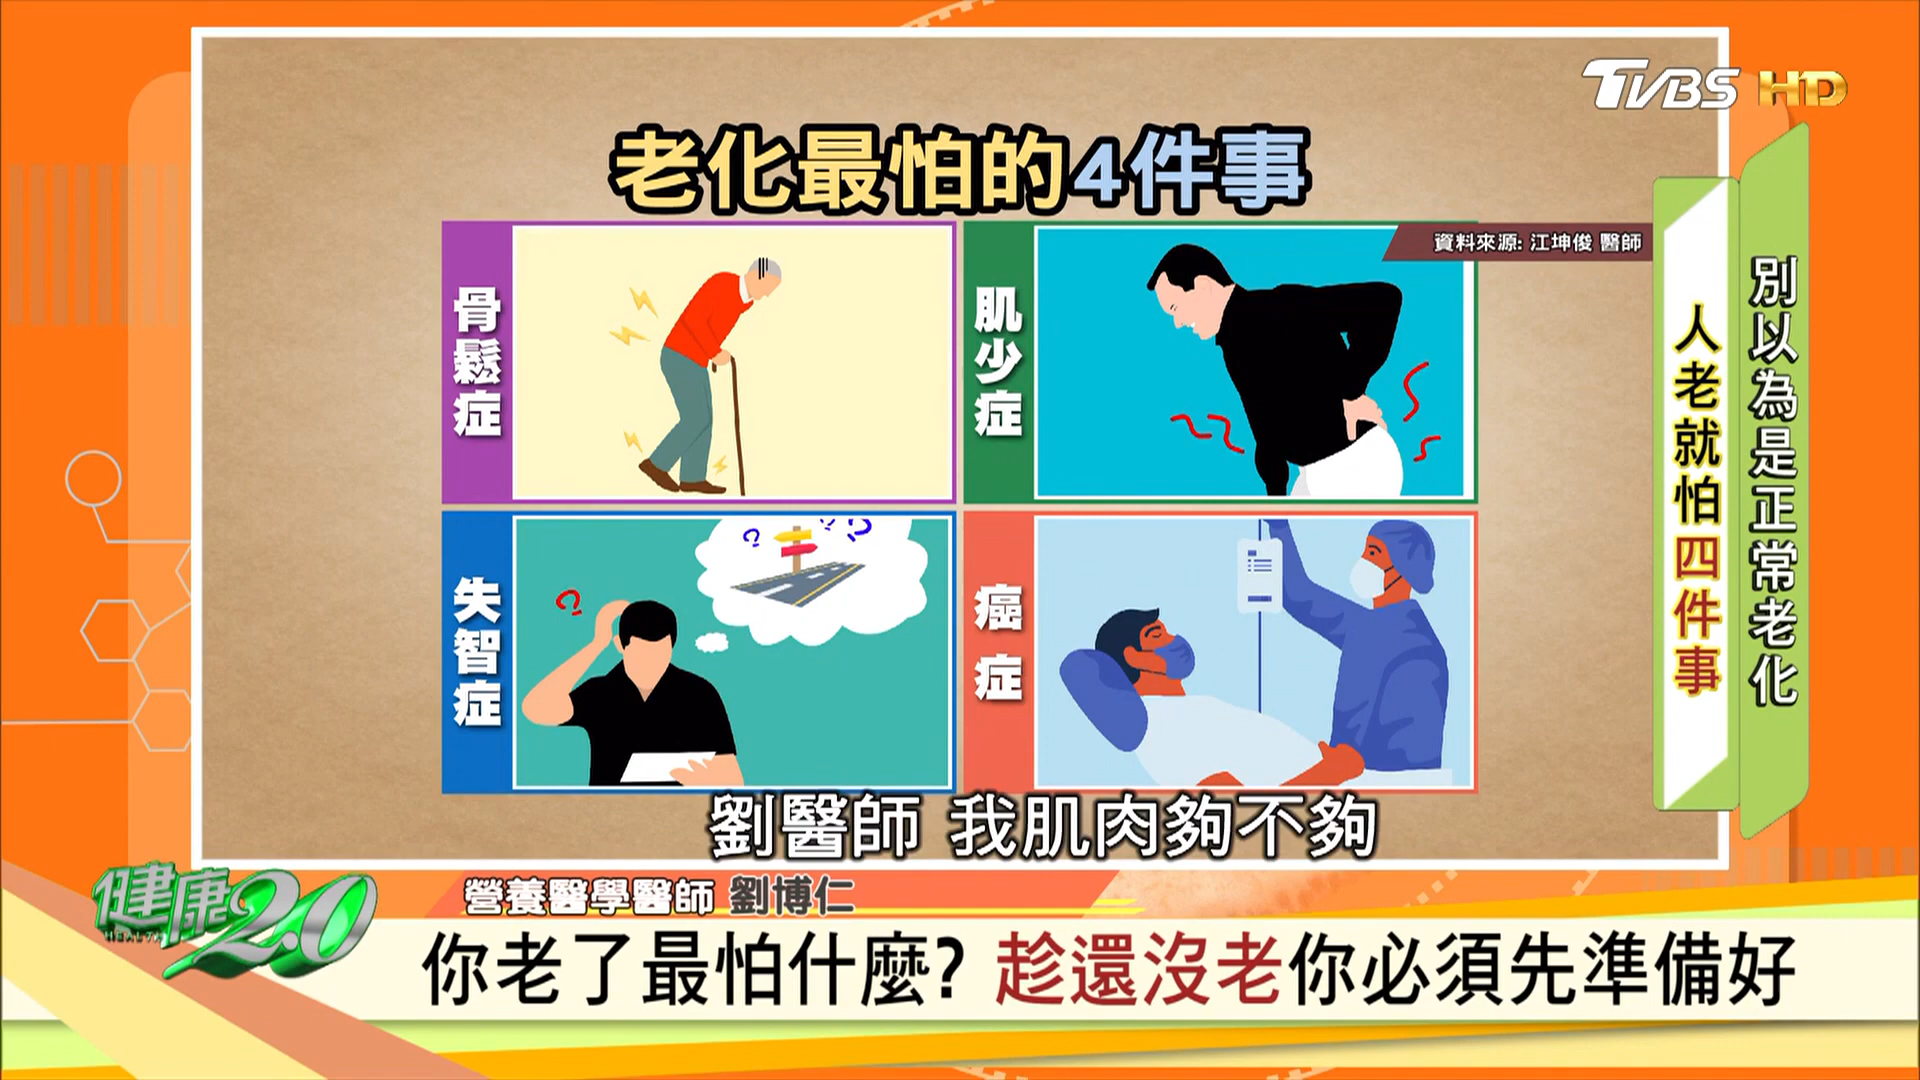 TVBS HD
老化最怕的4件事
資料來源: 江坤俊 醫師
骨鬆症
肌少症
失智症
癌症
別以為是正常老化
人老就怕四件事
劉醫師 我肌肉夠不夠
健康2.0
HEALTH
營養醫學醫師 劉博仁
你老了最怕什麼? 趁還沒老你必須先準備好